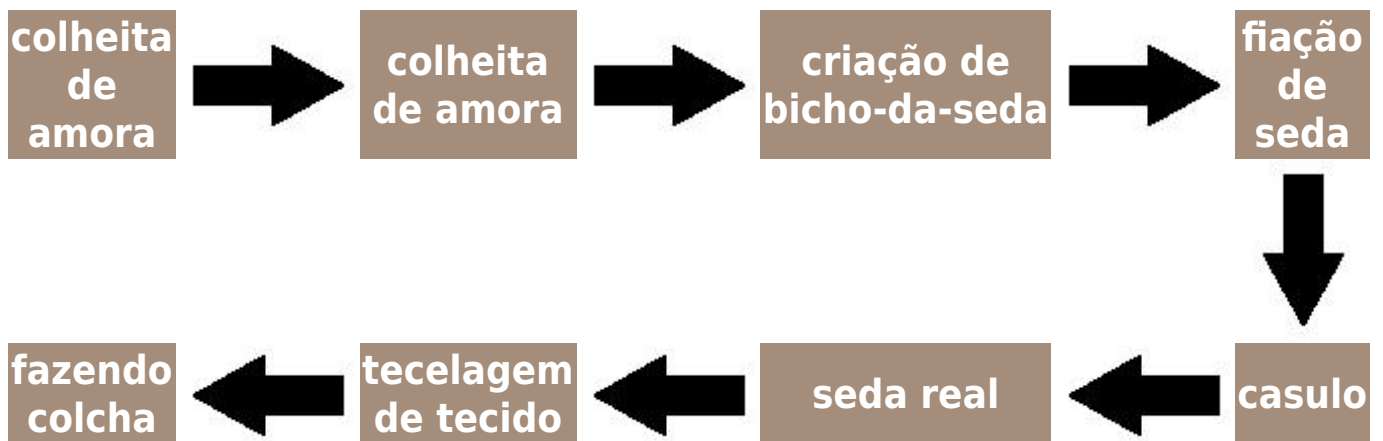 colheita
de
amora
colheita
de amora
criação de
bicho-da-seda
fiação
de
seda
casulo
seda real
tecelagem
de tecido
fazendo
colcha